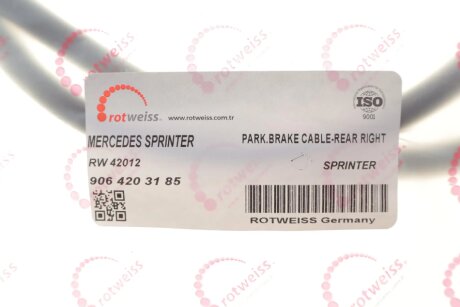 rotweiss
www.rotweiss.com.tr
ISO
9001
MERCEDES SPRINTER
PARK.BRAKE CABLE-REAR RIGHT
RW 42012
SPRINTER
906 420 31 85
ROTWEISS Germany